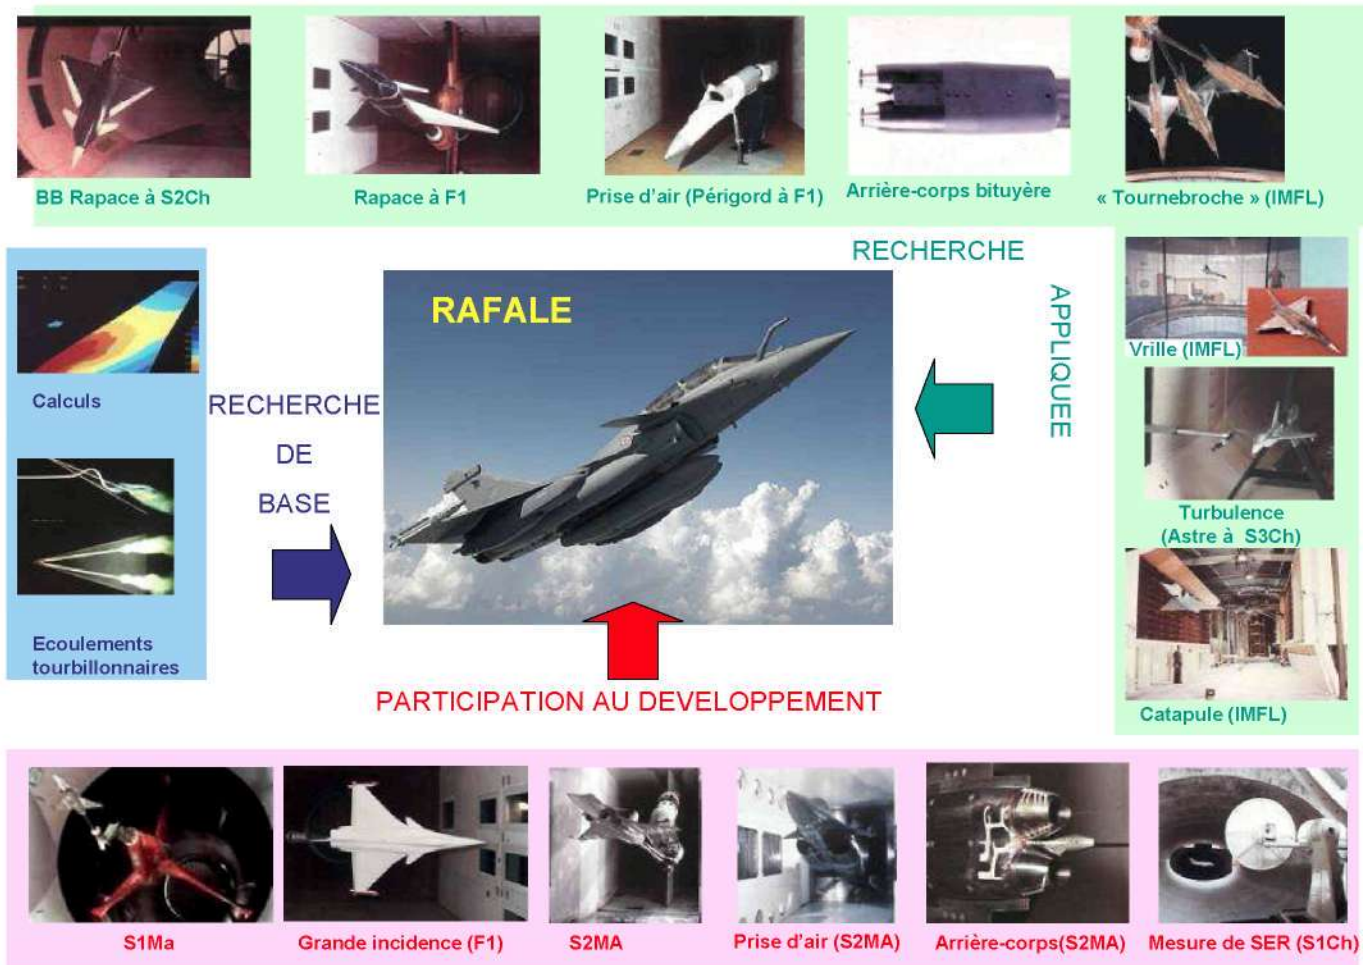 BB Rapace à S2Ch
Rapace à F1
Prise d'air (Périgord à F1)
Arrière-corps bituyère
« Tournebroche » (IMFL)
RECHERCHE
APPLIQUEE
RAFALE
Vrille (IMFL)
Calculs
RECHERCHE
DE
BASE
Turbulence
(Astre à S3Ch)
Ecoulements
tourbillonnaires
PARTICIPATION AU DEVELOPPEMENT
Catapule (IMFL)
S1Ma
Grande incidence (F1)
S2MA
Prise d'air (S2MA)
Arrière-corps(S2MA)
Mesure de SER (S1Ch)